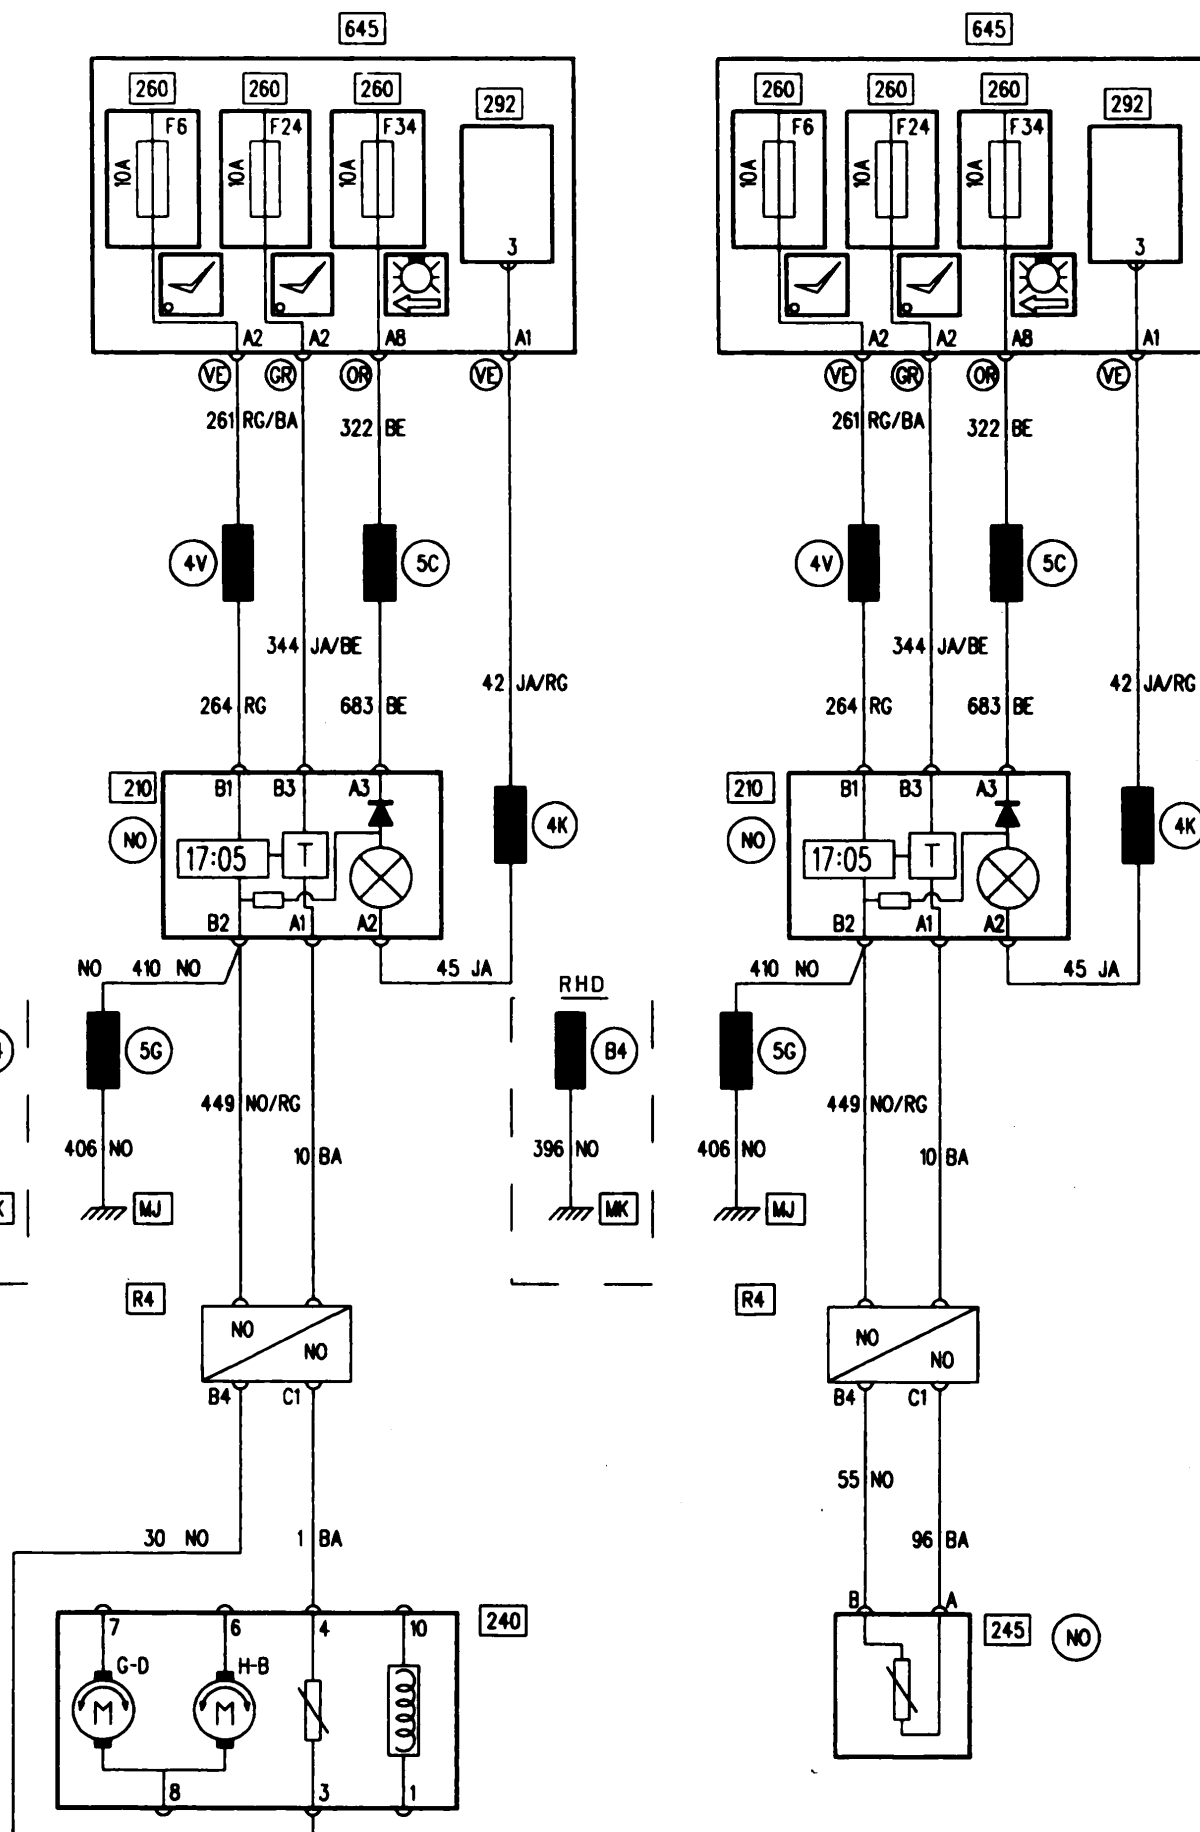 645 645
260 260 260 292 260 260 260 292
F6 F24 F34 F6 F24 F34
10A 10A 10A 10A 10A 10A
3 3
A2 A2 A8 A1 A2 A2 A8 A1
VE GR OR VE VE GR OR VE
261 RG/BA 322 BE 261 RG/BA 322 BE
4V 5C 4V 5C
344 JA/BE 344 JA/BE
42 JA/RG 42 JA/RG
264 RG 683 BE 264 RG 683 BE
210 B1 B3 A3 210 B1 B3 A3
NO 4K NO 4K
17:05 T 17:05 T
B2 A1 A2 B2 A1 A2
NO 410 NO 45 JA 410 NO 45 JA
RHD
5G B4 5G
449 NO/RG 449 NO/RG
406 NO 10 BA 396 NO 406 NO 10 BA
MJ MK MJ
R4 R4
NO NO
NO NO
B4 C1 B4 C1
55 NO
30 NO 1 BA 96 BA
B A
7 6 4 10 240 245 NO
G-D H-B
M M
8 3 1